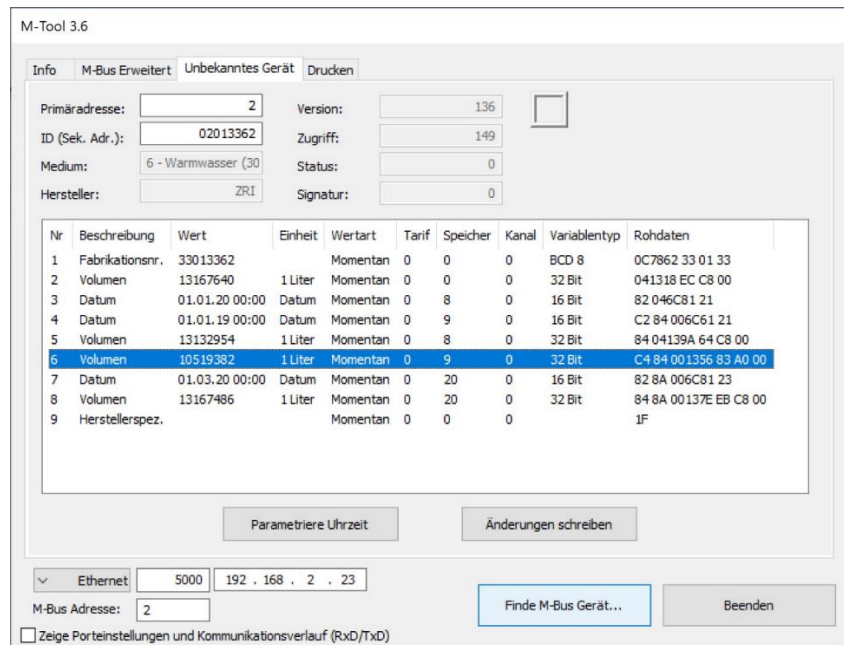 M-Tool 3.6
Info M-Bus Erweitert Unbekanntes Gerät Drucken
Primäradresse: 2 Version: 136
ID (Sek. Adr.): 02013362 Zugriff: 149
Medium: 6 - Warmwasser (30 Status: 0
Hersteller: ZRI Signatur: 0
Nr Beschreibung Wert Einheit Wertart Tarif Speicher Kanal Variablentyp Rohdaten
1 Fabrikationsnr. 33013362 Momentan 0 0 0 BCD 8 0C7862 33 01 33
2 Volumen 13167640 1 Liter Momentan 0 0 0 32 Bit 041318 EC C8 00
3 Datum 01.01.20 00:00 Datum Momentan 0 8 0 16 Bit 82 046C81 21
4 Datum 01.01.19 00:00 Datum Momentan 0 9 0 16 Bit C2 84 006C61 21
5 Volumen 13132954 1 Liter Momentan 0 8 0 32 Bit 84 04139A 64 C8 00
6 Volumen 10519382 1 Liter Momentan 0 9 0 32 Bit C4 84 001356 83 A0 00
7 Datum 01.03.20 00:00 Datum Momentan 0 20 0 16 Bit 82 8A 006C81 23
8 Volumen 13167486 1 Liter Momentan 0 20 0 32 Bit 84 8A 00137E EB C8 00
9 Herstellerspez. Momentan 0 0 0 1F
Parametriere Uhrzeit Änderungen schreiben
Ethernet 5000 192 . 168 . 2 . 23
M-Bus Adresse: 2 Finde M-Bus Gerät... Beenden
Zeige Porteinstellungen und Kommunikationsverlauf (RxD/TxD)